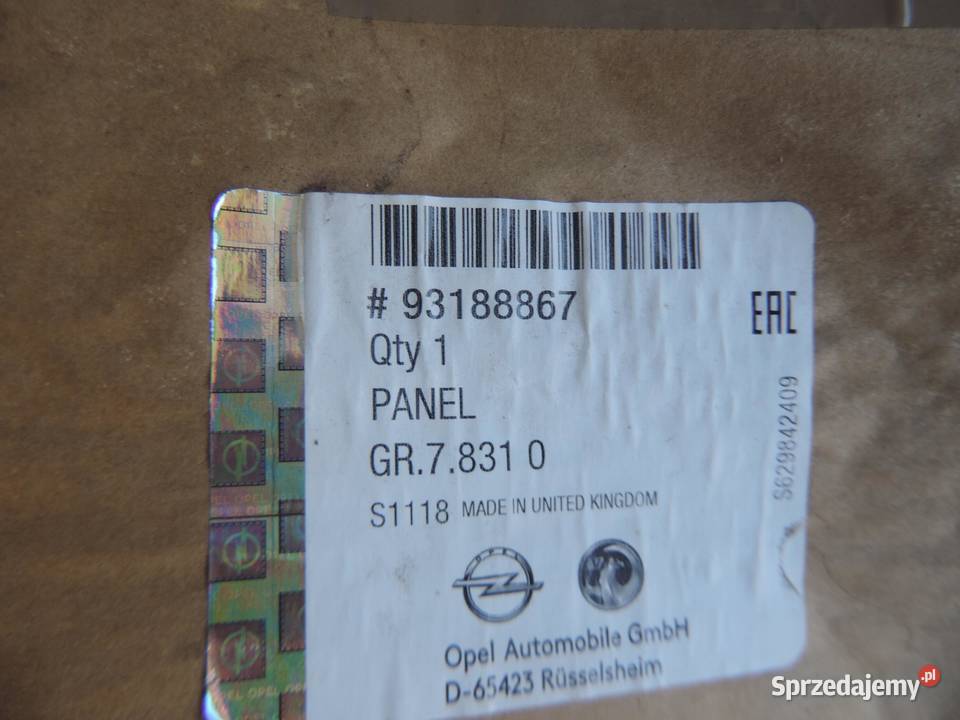 # 93188867
EAC
Qty 1
PANEL
GR.7.831 0
S1118 MADE IN UNITED KINGDOM
S629842409
OPEL
Opel Automobile GmbH
D-65423 Rüsselsheim
Sprzedajemy.pl